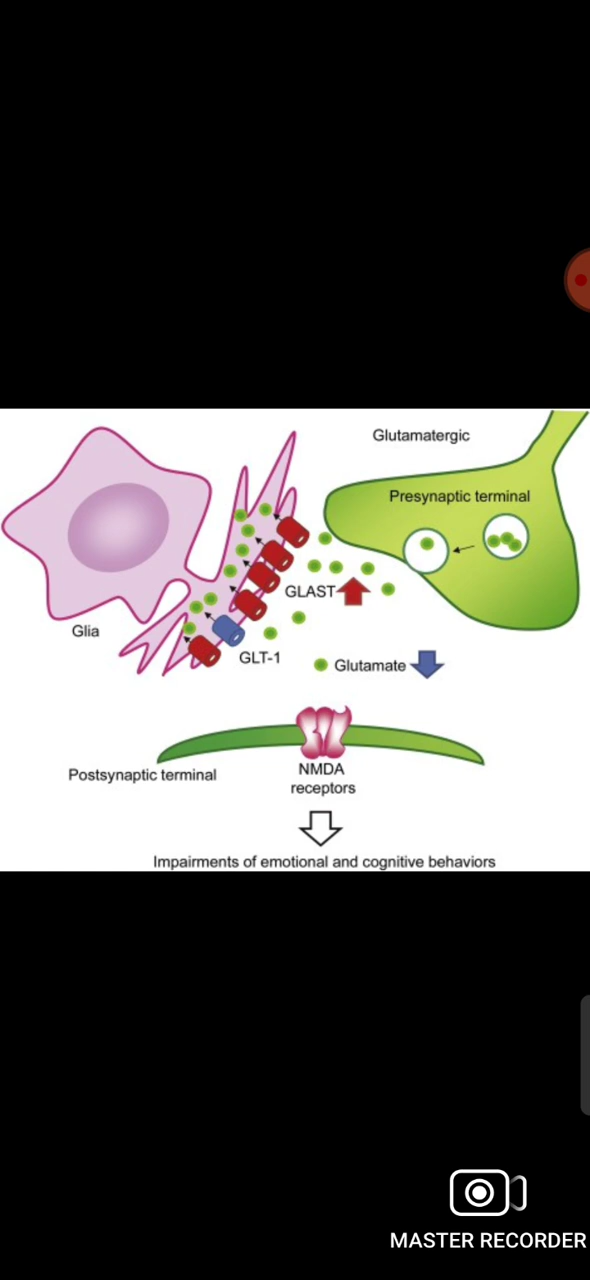 Glutamatergic
Presynaptic terminal
GLAST
Glia
GLT-1
Glutamate
Postsynaptic terminal
NMDA
receptors
Impairments of emotional and cognitive behaviors
MASTER RECORDER